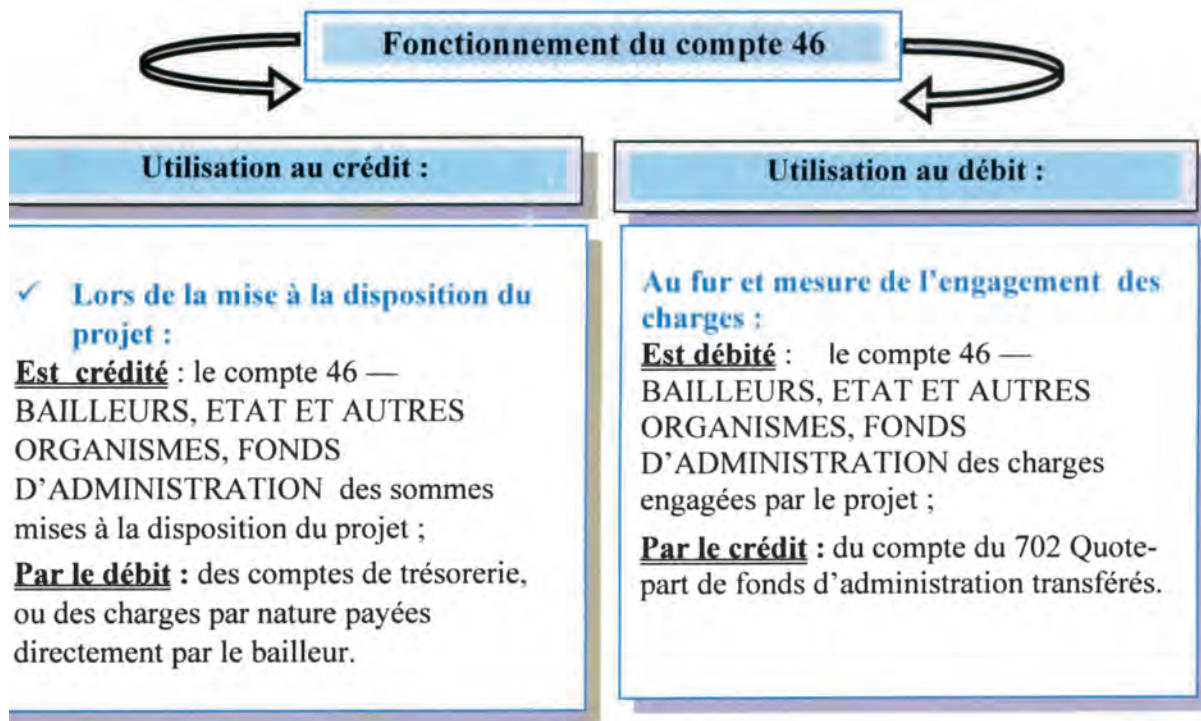 Fonctionnement du compte 46
Utilisation au crédit :
✓ Lors de la mise à la disposition du
projet :
Est crédité : le compte 46 —
BAILLEURS, ETAT ET AUTRES
ORGANISMES, FONDS
D'ADMINISTRATION des sommes
mises à la disposition du projet ;
Par le débit : des comptes de trésorerie,
ou des charges par nature payées
directement par le bailleur.
Utilisation au débit :
Au fur et mesure de l'engagement des
charges :
Est débité : le compte 46 —
BAILLEURS, ETAT ET AUTRES
ORGANISMES, FONDS
D'ADMINISTRATION des charges
engagées par le projet ;
Par le crédit : du compte du 702 Quote-
part de fonds d'administration transférés.